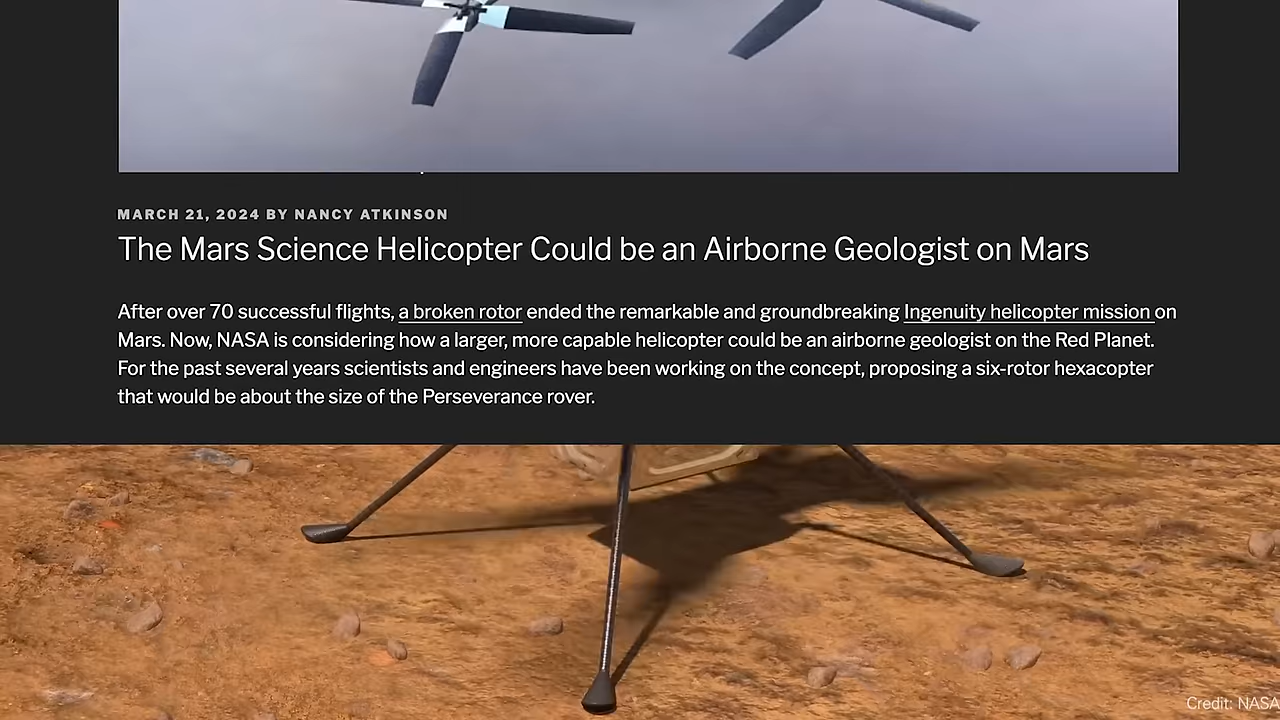 MARCH 21, 2024 BY NANCY ATKINSON
The Mars Science Helicopter Could be an Airborne Geologist on Mars
After over 70 successful flights, a broken rotor ended the remarkable and groundbreaking Ingenuity helicopter mission on
Mars. Now, NASA is considering how a larger, more capable helicopter could be an airborne geologist on the Red Planet.
For the past several years scientists and engineers have been working on the concept, proposing a six-rotor hexacopter
that would be about the size of the Perseverance rover.
Credit: NASA